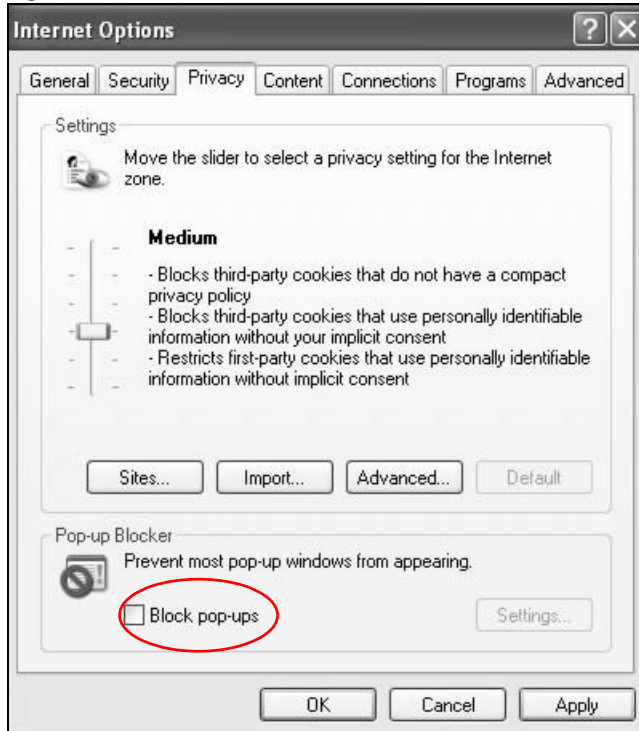 Internet Options
General Security Privacy Content Connections Programs Advanced
Settings
Move the slider to select a privacy setting for the Internet
zone.
Medium
- Blocks third-party cookies that do not have a compact
privacy policy
- Blocks third-party cookies that use personally identifiable
information without your implicit consent
- Restricts first-party cookies that use personally identifiable
information without implicit consent
Sites... Import... Advanced... Default
Pop-up Blocker
Prevent most pop-up windows from appearing.
Block pop-ups Settings...
OK Cancel Apply